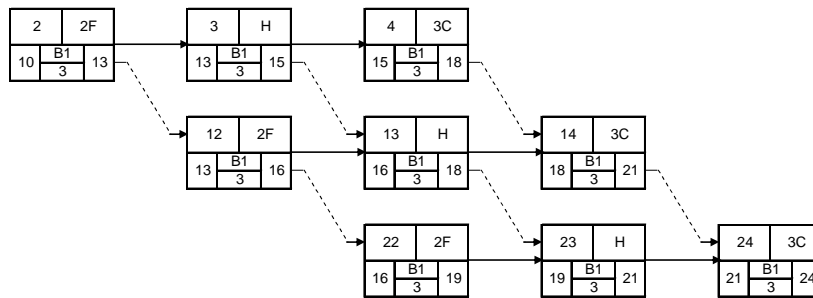 2 2F 3 H 4 3C
10 B1 3 13 13 B1 3 15 15 B1 3 18
12 2F 13 H 14 3C
13 B1 3 16 16 B1 3 18 18 B1 3 21
22 2F 23 H 24 3C
16 B1 3 19 19 B1 3 21 21 B1 3 24